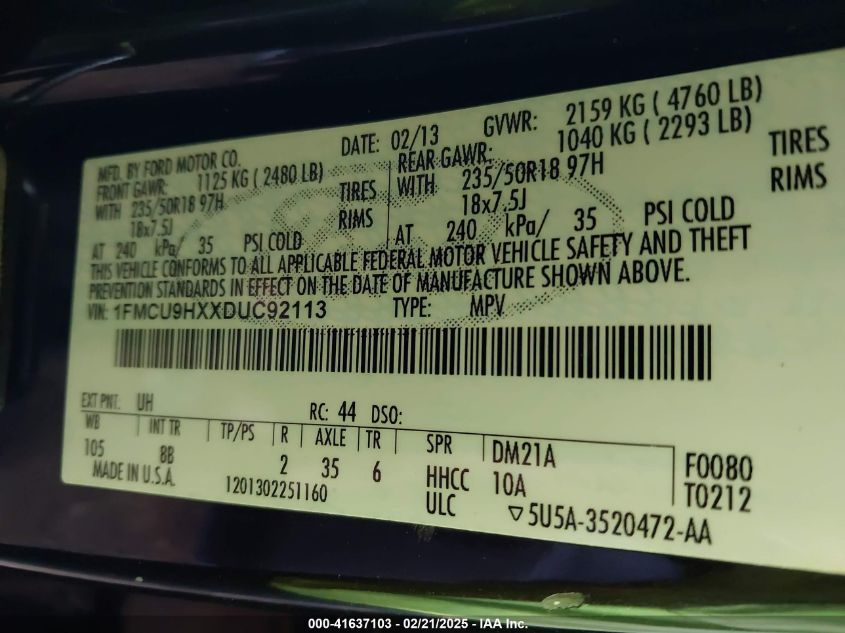 MFD. BY FORD MOTOR CO. DATE: 02/13 GVWR: 2159 KG ( 4760 LB)
FRONT GAWR: 1125 KG ( 2480 LB) REAR GAWR: 1040 KG ( 2293 LB)
WITH 235/50R18 97H TIRES WITH 235/50R18 97H TIRES
18x7.5J RIMS 18x7.5J RIMS
AT 240 kPa/ 35 PSI COLD AT 240 kPa/ 35 PSI COLD
THIS VEHICLE CONFORMS TO ALL APPLICABLE FEDERAL MOTOR VEHICLE SAFETY AND THEFT
PREVENTION STANDARDS IN EFFECT ON THE DATE OF MANUFACTURE SHOWN ABOVE.
VIN: 1FMCU9HXXDUC92113 TYPE: MPV
EXT PNT: UH RC: 44 DSO:
WB INT TR TP/PS R AXLE TR SPR DM21A F0080
105 8B 2 35 6 HHCC 10A T0212
MADE IN U.S.A. 1201302251160 ULC ▽5U5A-3520472-AA
000-41637103 - 02/21/2025 - IAA Inc.